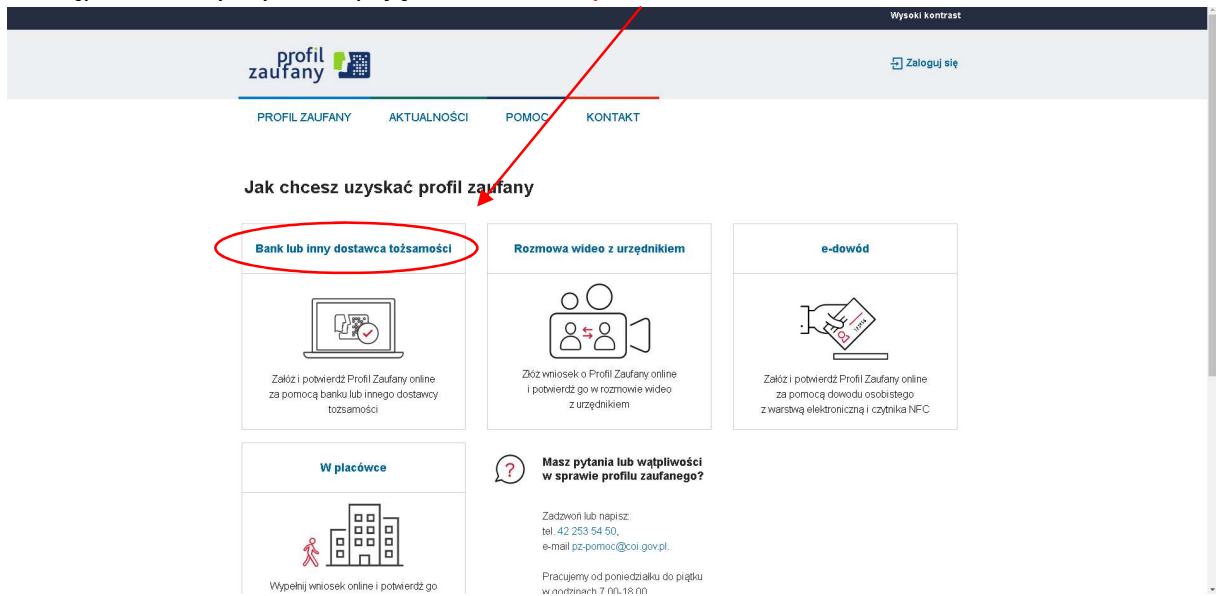 Wysoki kontrast
profil
zaufany
Zaloguj się
PROFIL ZAUFANY
AKTUALNOŚCI
POMOC
KONTAKT
Jak chcesz uzyskać profil zaufany
Bank lub inny dostawca tożsamości
Załóż i potwierdź Profil Zaufany online
za pomocą banku lub innego dostawcy
tożsamości
Rozmowa wideo z urzędnikiem
Złóż wniosek o Profil Zaufany online
i potwierdź go w rozmowie wideo
z urzędnikiem
e-dowód
Załóż i potwierdź Profil Zaufany online
za pomocą dowodu osobistego
z warstwą elektroniczną i czytnika NFC
W placówce
Wypełnij wniosek online i potwierdź go
Masz pytania lub wątpliwości
w sprawie profilu zaufanego?
Zadzwoń lub napisz:
tel. 42 253 54 50,
e-mail pz-pomoc@coi.gov.pl.
Pracujemy od poniedziałku do piątku
w godzinach 7.00-18.00